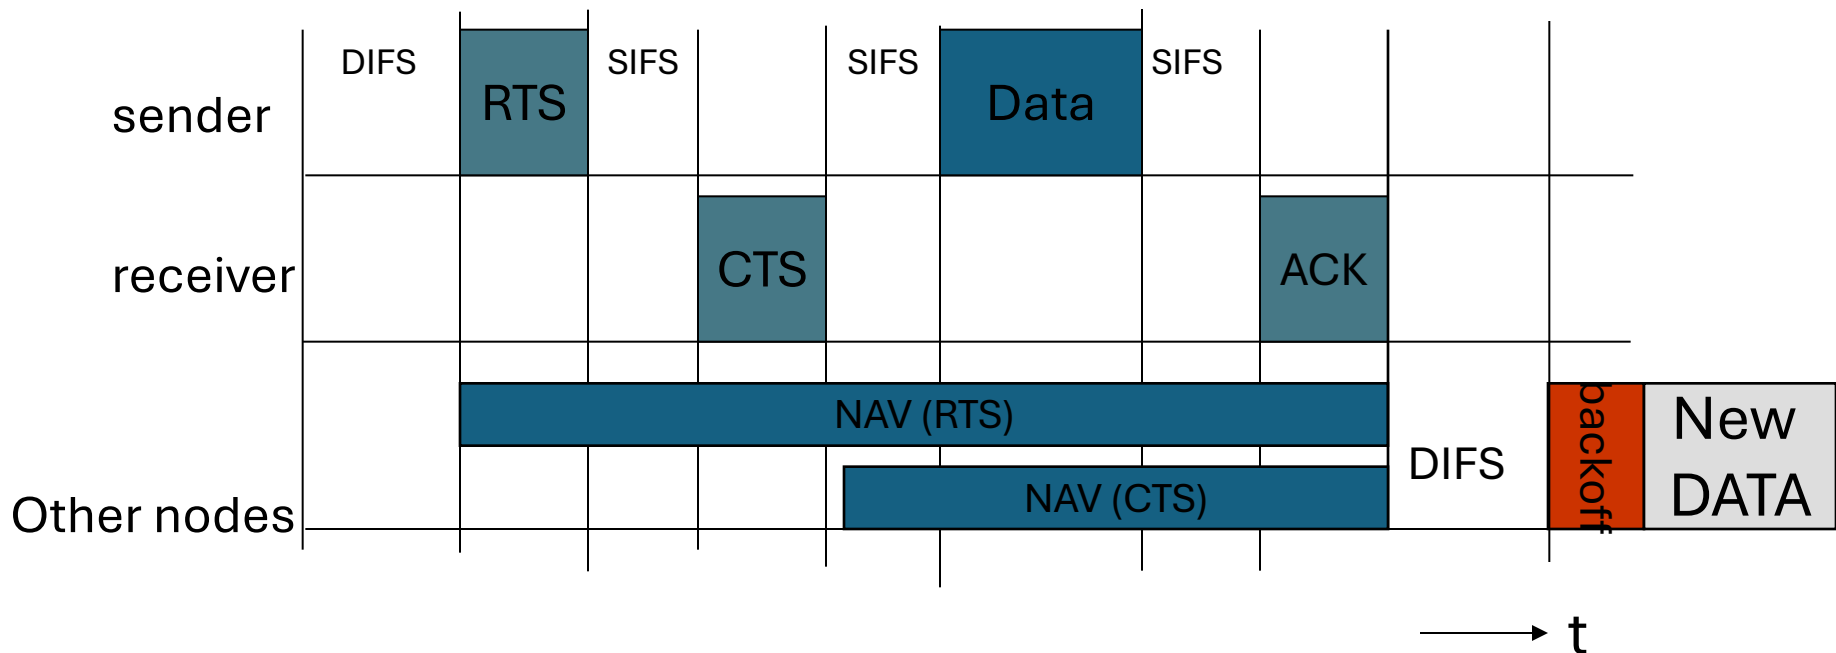 DIFS
SIFS
SIFS
SIFS
sender
RTS
Data
receiver
CTS
ACK
NAV (RTS)
DIFS
backoff
New
DATA
NAV (CTS)
Other nodes
t